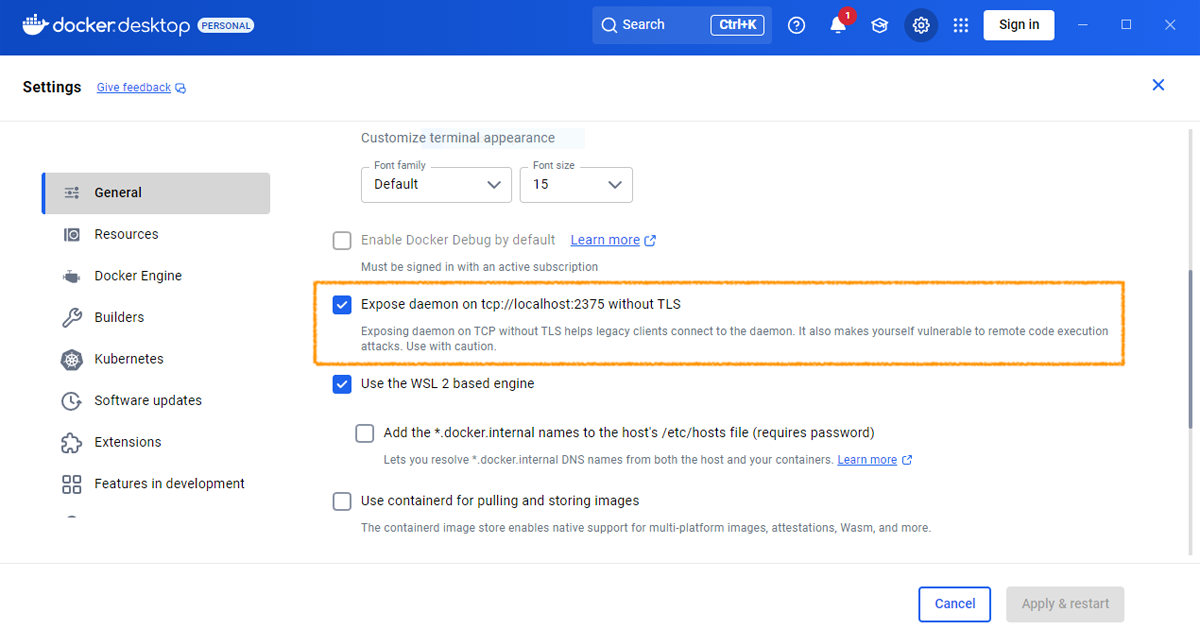 docker.desktop PERSONAL
Search Ctrl+K
1
Sign in
Settings Give feedback
General
Resources
Docker Engine
Builders
Kubernetes
Software updates
Extensions
Features in development
Customize terminal appearance
Font family
Default
Font size
15
Enable Docker Debug by default Learn more
Must be signed in with an active subscription
Expose daemon on tcp://localhost:2375 without TLS
Exposing daemon on TCP without TLS helps legacy clients connect to the daemon. It also makes yourself vulnerable to remote code execution
attacks. Use with caution.
Use the WSL 2 based engine
Add the *.docker.internal names to the host's /etc/hosts file (requires password)
Lets you resolve *.docker.internal DNS names from both the host and your containers. Learn more
Use containerd for pulling and storing images
The containerd image store enables native support for multi-platform images, attestations, Wasm, and more.
Cancel
Apply & restart